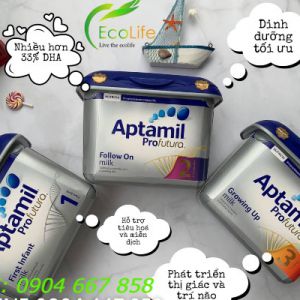 EcoLife
Live the ecolife
Nhiều hơn
33% DHA
Dinh
dưỡng
tối ưu
Aptamil
Profutura
Follow On
milk
2
Aptamil
Profutura
1
First Infant
milk
Aptamil
Profutura
Growing Up
milk
3
Hỗ trợ
tiêu hoá
và miễn
dịch
Phát triển
thị giác và
trí não
: 0904 667 858